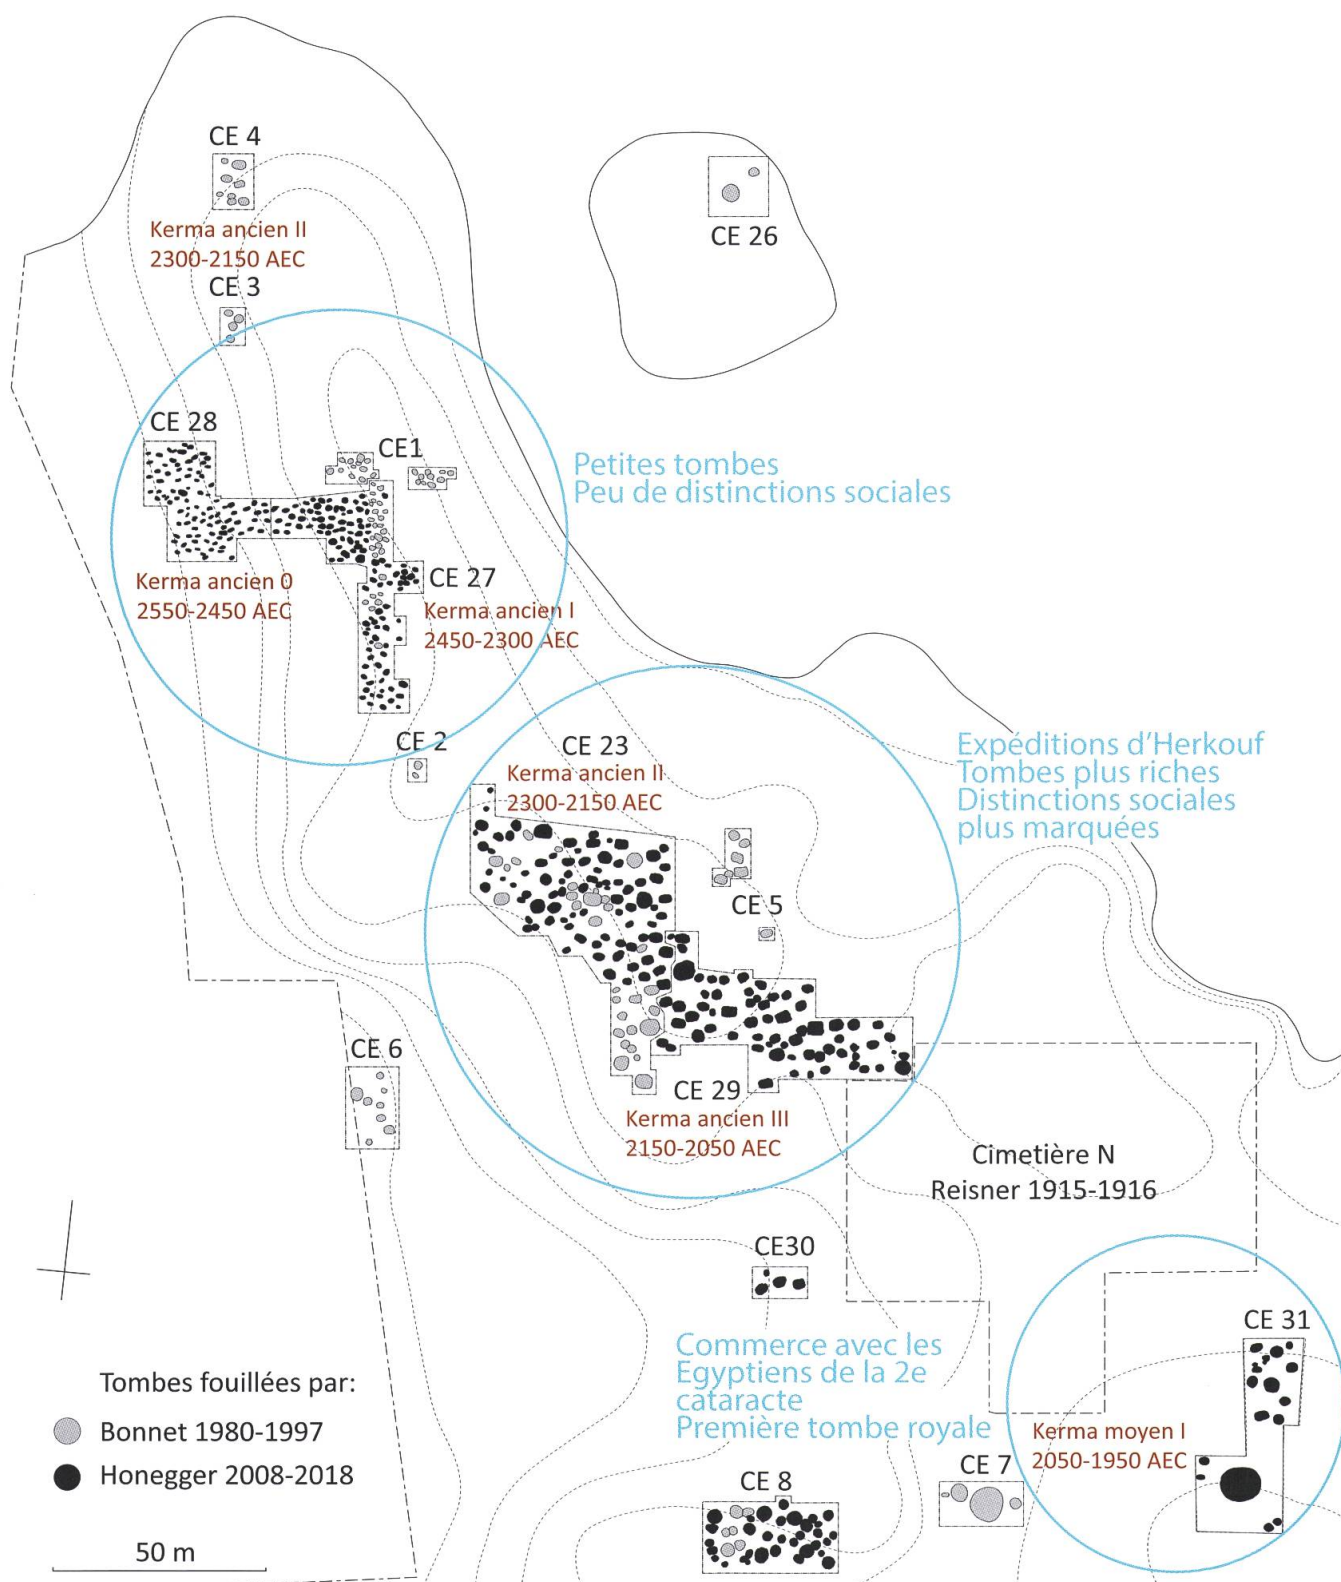 CE 4
Kerma ancien II
2300-2150 AEC
CE 26
CE 3
CE 28
CE1
Petites tombes
Peu de distinctions sociales
Kerma ancien 0
2550-2450 AEC
CE 27
Kerma ancien I
2450-2300 AEC
CE 2
CE 23
Kerma ancien II
2300-2150 AEC
Expéditions d'Herkouf
Tombes plus riches
Distinctions sociales
plus marquées
CE 5
CE 6
CE 29
Kerma ancien III
2150-2050 AEC
Cimetière N
Reisner 1915-1916
CE30
Commerce avec les
Egyptiens de la 2e
cataracte
Première tombe royale
CE 31
Kerma moyen I
2050-1950 AEC
CE 7
CE 8
Tombes fouillées par:
Bonnet 1980-1997
Honegger 2008-2018
50 m